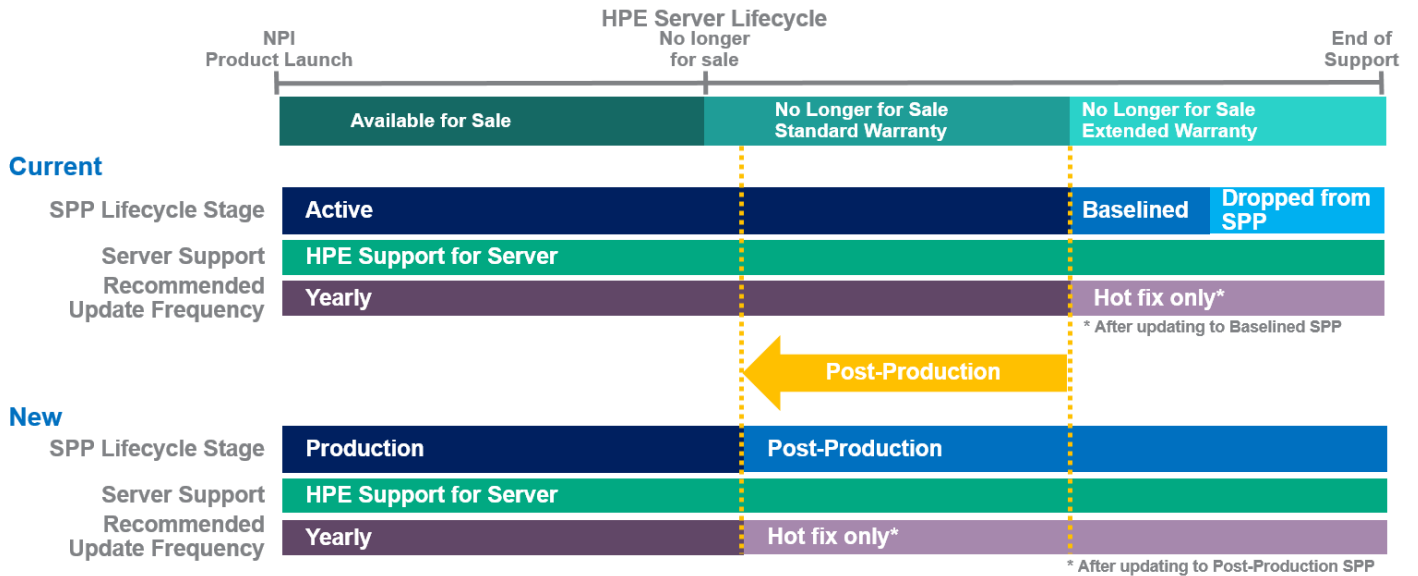 HPE Server Lifecycle
NPI
Product Launch
No longer
for sale
End of
Support
Available for Sale
No Longer for Sale
Standard Warranty
No Longer for Sale
Extended Warranty
Current
SPP Lifecycle Stage
Active
Baselined
Dropped from
SPP
Server Support
HPE Support for Server
Recommended
Update Frequency
Yearly
Hot fix only*
* After updating to Baselined SPP
Post-Production
New
SPP Lifecycle Stage
Production
Post-Production
Server Support
HPE Support for Server
Recommended
Update Frequency
Yearly
Hot fix only*
* After updating to Post-Production SPP